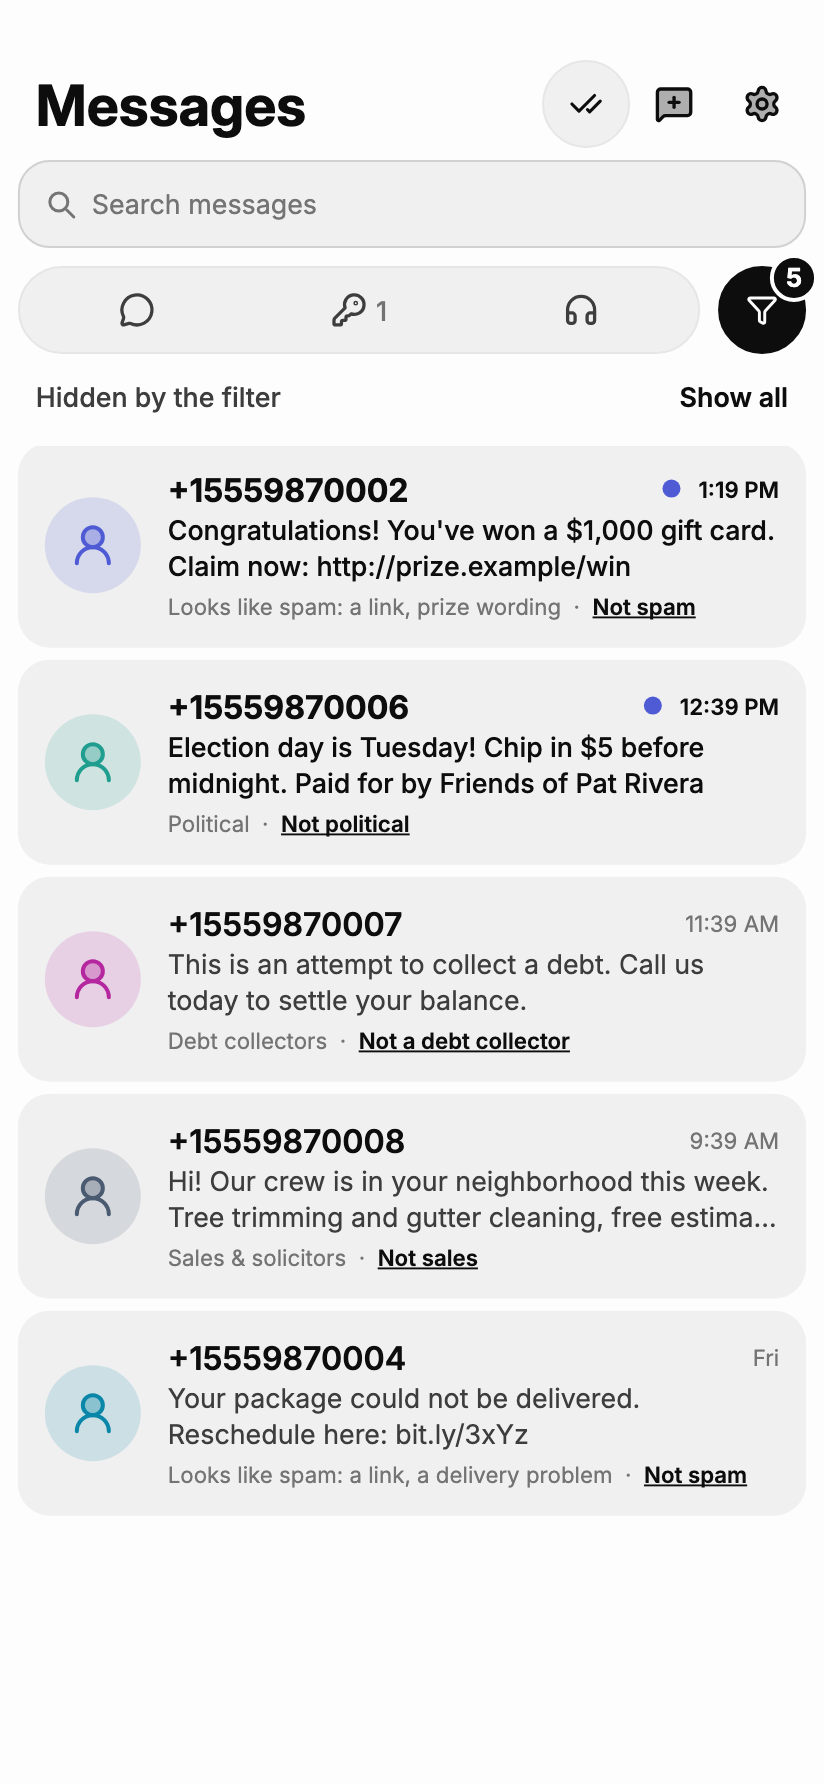 Messages
Search messages
1
5
Hidden by the filter
Show all
+15559870002
1:19 PM
Congratulations! You've won a $1,000 gift card.
Claim now: http://prize.example/win
Looks like spam: a link, prize wording · Not spam
+15559870006
12:39 PM
Election day is Tuesday! Chip in $5 before
midnight. Paid for by Friends of Pat Rivera
Political · Not political
+15559870007
11:39 AM
This is an attempt to collect a debt. Call us
today to settle your balance.
Debt collectors · Not a debt collector
+15559870008
9:39 AM
Hi! Our crew is in your neighborhood this week.
Tree trimming and gutter cleaning, free estima...
Sales & solicitors · Not sales
+15559870004
Fri
Your package could not be delivered.
Reschedule here: bit.ly/3xYz
Looks like spam: a link, a delivery problem · Not spam